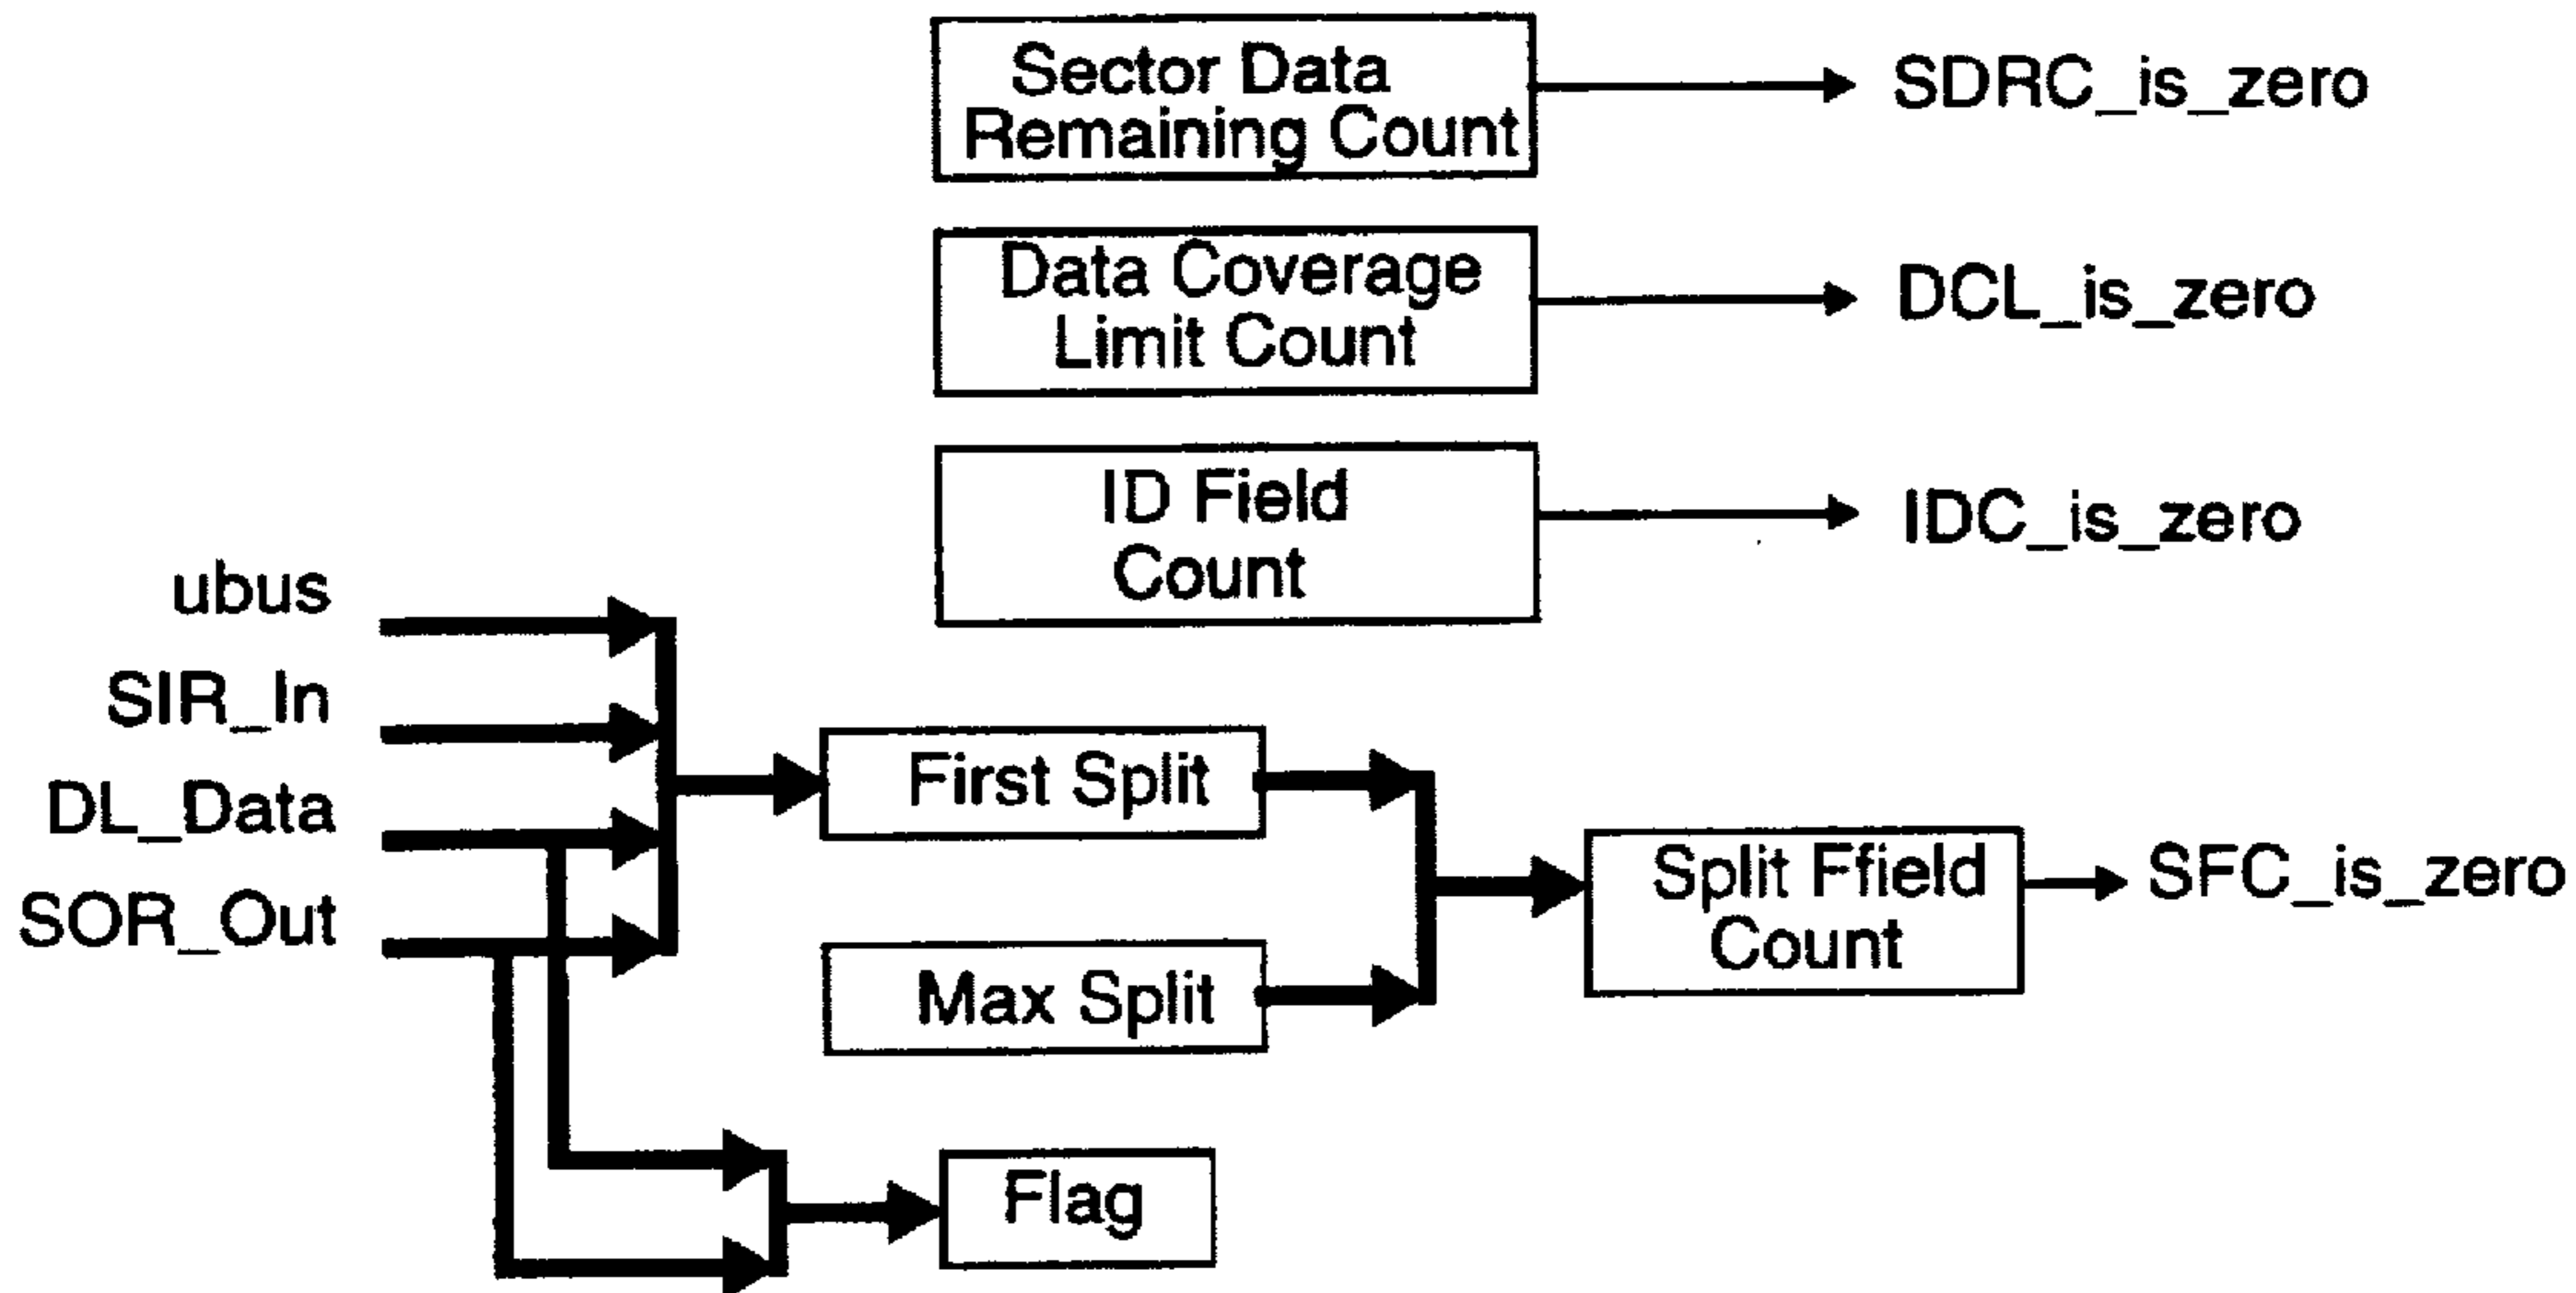 Sector Data
Remaining Count
SDRC_is_zero
Data Coverage
Limit Count
DCL_is_zero
ID Field
Count
IDC_is_zero
ubus
SIR_In
DL_Data
SOR_Out
First Split
Max Split
Split Ffield
Count
SFC_is_zero
Flag